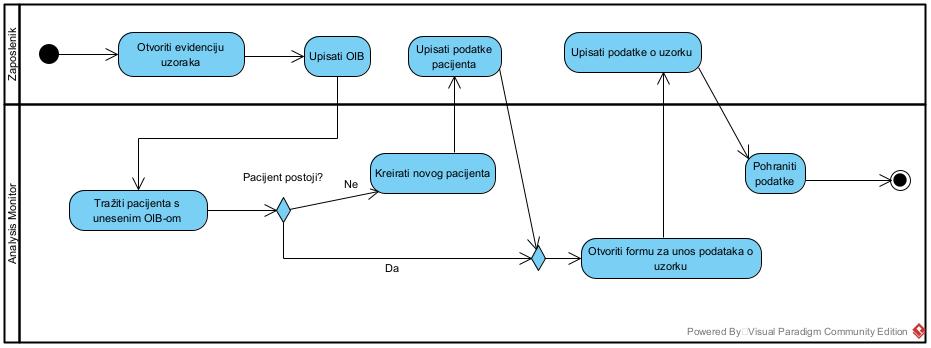 Zaposlenik
Otvoriti evidenciju
uzoraka
Upisati OIB
Upisati podatke
pacijenta
Upisati podatke o uzorku
Analysis Monitor
Pacijent postoji?
Ne
Kreirati novog pacijenta
Pohraniti
podatke
Tražiti pacijenta s
unesenim OIB-om
Da
Otvoriti formu za unos podataka o
uzorku
Powered By Visual Paradigm Community Edition